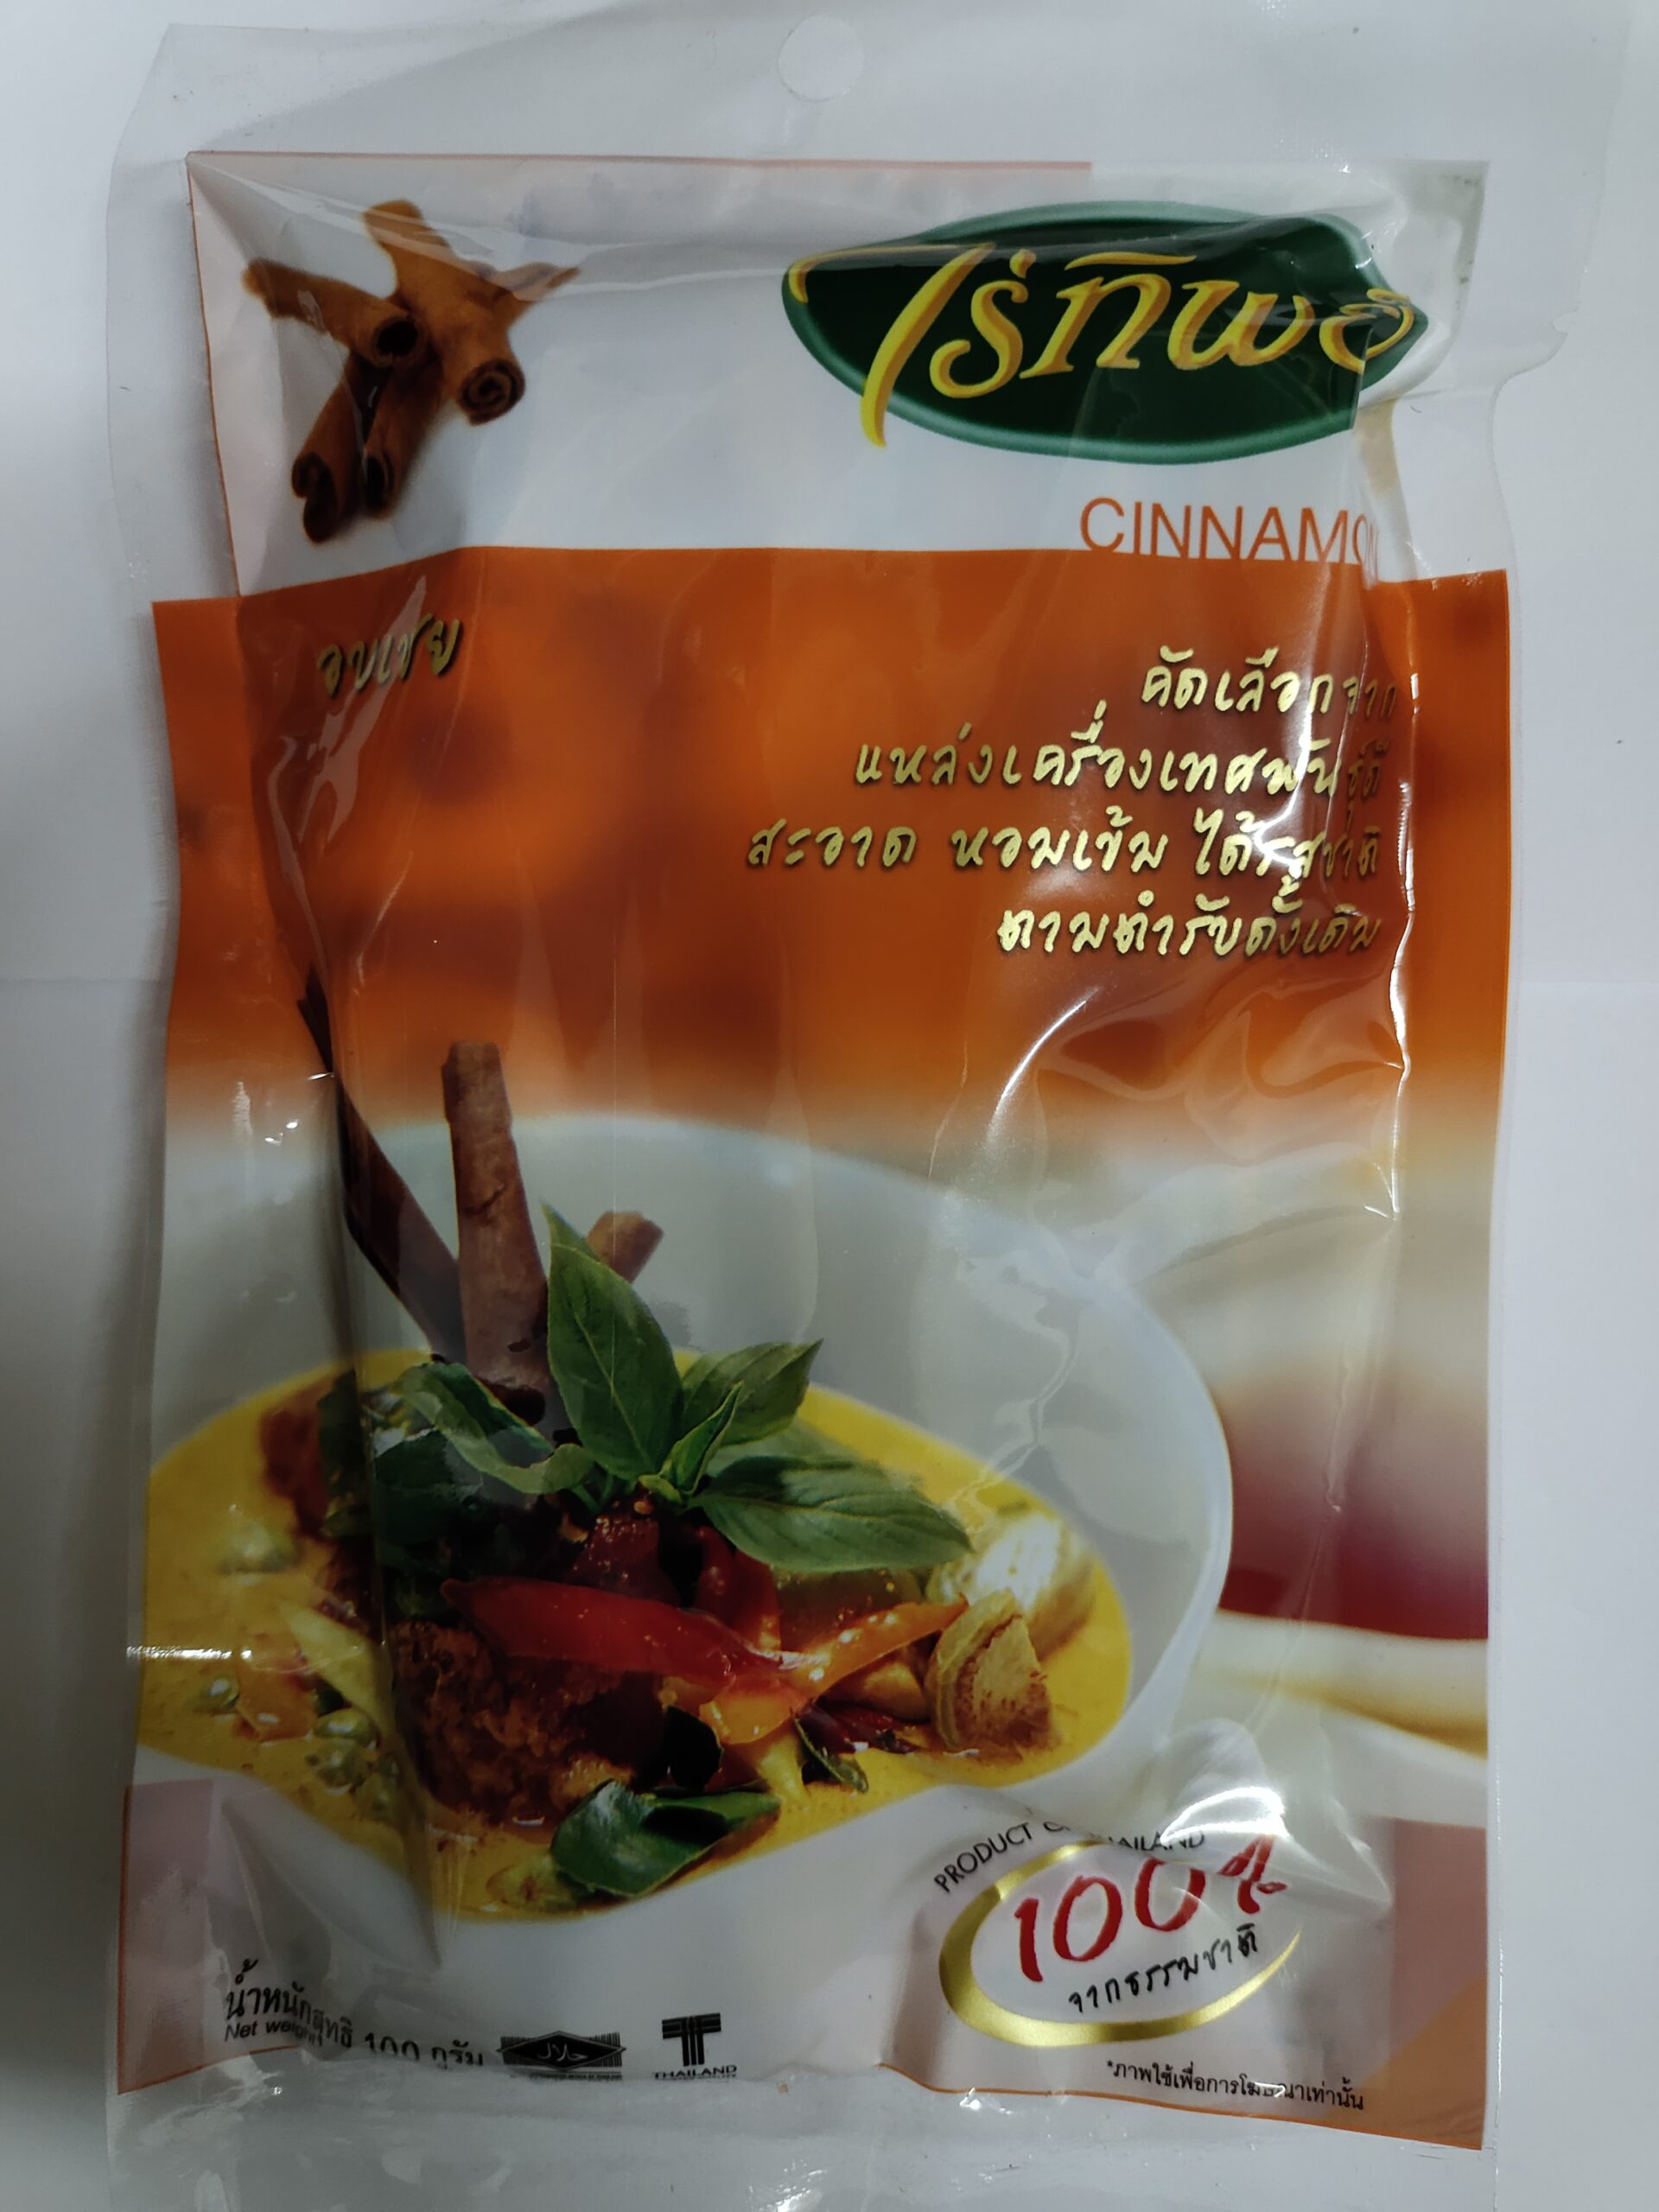 ไร่ทิพย์
CINNAMON
อบเชย
คัดเลือกจาก
แหล่งเครื่องเทศพันธุ์ดี
สะอาด หอมเข้ม ได้รสชาติ
ตามตำรับดั้งเดิม
PRODUCT OF THAILAND
100%
จากธรรมชาติ
น้ำหนักสุทธิ 100 กรัม
Net weight
حلال
THAILAND
*ภาพใช้เพื่อการโฆษณาเท่านั้น